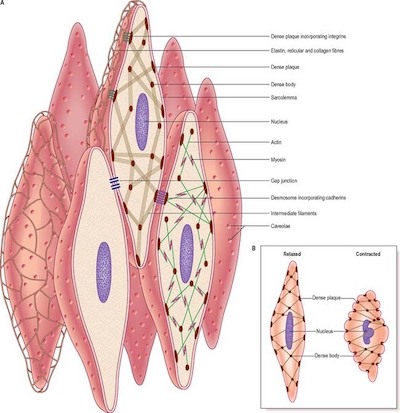 A
Dense plaque incorporating integrins
Elastin, reticular and collagen fibres
Dense plaque
Dense body
Sarcolemma
Nucleus
Actin
Myosin
Gap junction
Desmosome incorporating cadherins
Intermediate filaments
Caveolae
B
Relaxed
Contracted
Dense plaque
Nucleus
Dense body